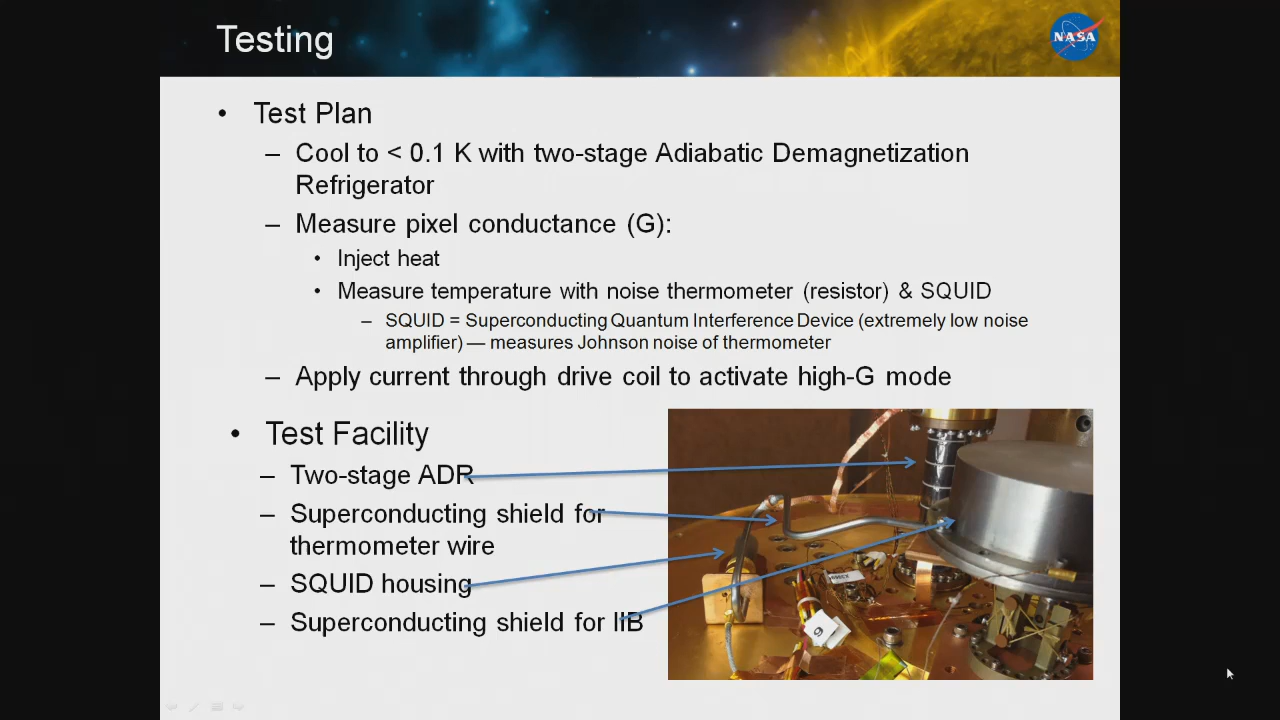 Testing
NASA
• Test Plan
– Cool to < 0.1 K with two-stage Adiabatic Demagnetization
Refrigerator
– Measure pixel conductance (G):
• Inject heat
• Measure temperature with noise thermometer (resistor) & SQUID
– SQUID = Superconducting Quantum Interference Device (extremely low noise
amplifier) — measures Johnson noise of thermometer
– Apply current through drive coil to activate high-G mode
• Test Facility
– Two-stage ADR
– Superconducting shield for
thermometer wire
– SQUID housing
– Superconducting shield for IIB